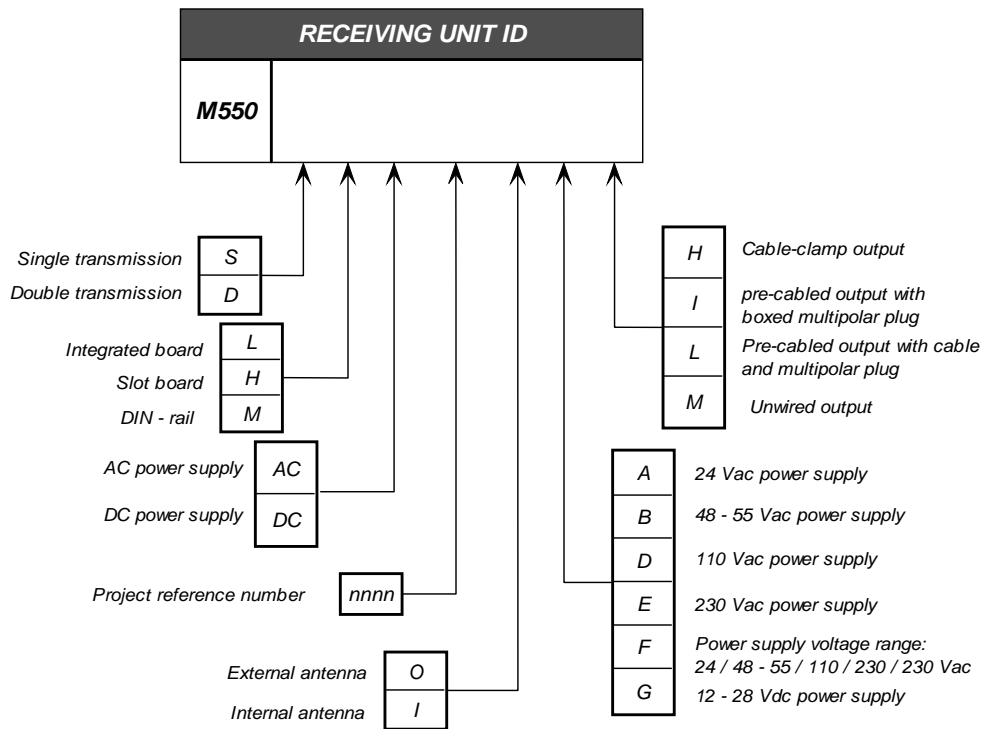 RECEIVING UNIT ID
M550
Single transmission S
Double transmission D
Integrated board L
Slot board H
DIN - rail M
AC power supply AC
DC power supply DC
Project reference number nnnn
External antenna O
Internal antenna I
H Cable-clamp output
I pre-cabled output with
boxed multipolar plug
L Pre-cabled output with cable
and multipolar plug
M Unwired output
A 24 Vac power supply
B 48 - 55 Vac power supply
D 110 Vac power supply
E 230 Vac power supply
F Power supply voltage range:
24 / 48 - 55 / 110 / 230 / 230 Vac
G 12 - 28 Vdc power supply